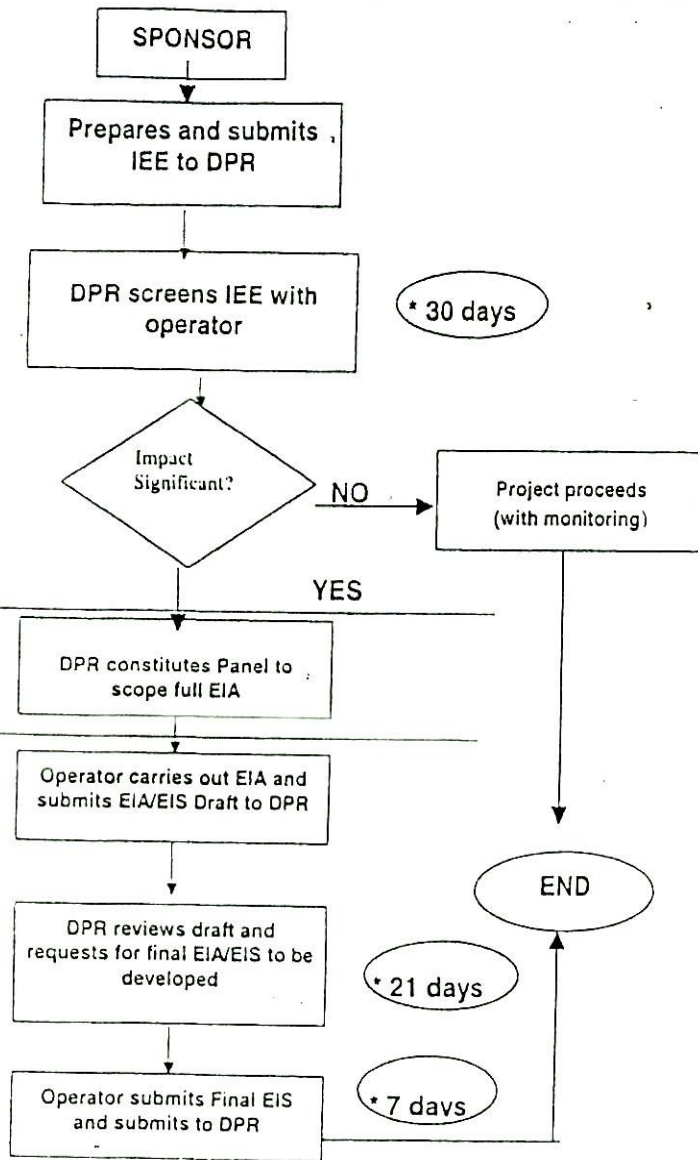 SPONSOR
Prepares and submits
IEE to DPR
DPR screens IEE with
operator
* 30 days
Impact
Significant?
NO
Project proceeds
(with monitoring)
YES
DPR constitutes Panel to
scope full EIA
Operator carries out EIA and
submits EIA/EIS Draft to DPR
END
DPR reviews draft and
requests for final EIA/EIS to be
developed
* 21 days
Operator submits Final EIS
and submits to DPR
* 7 days